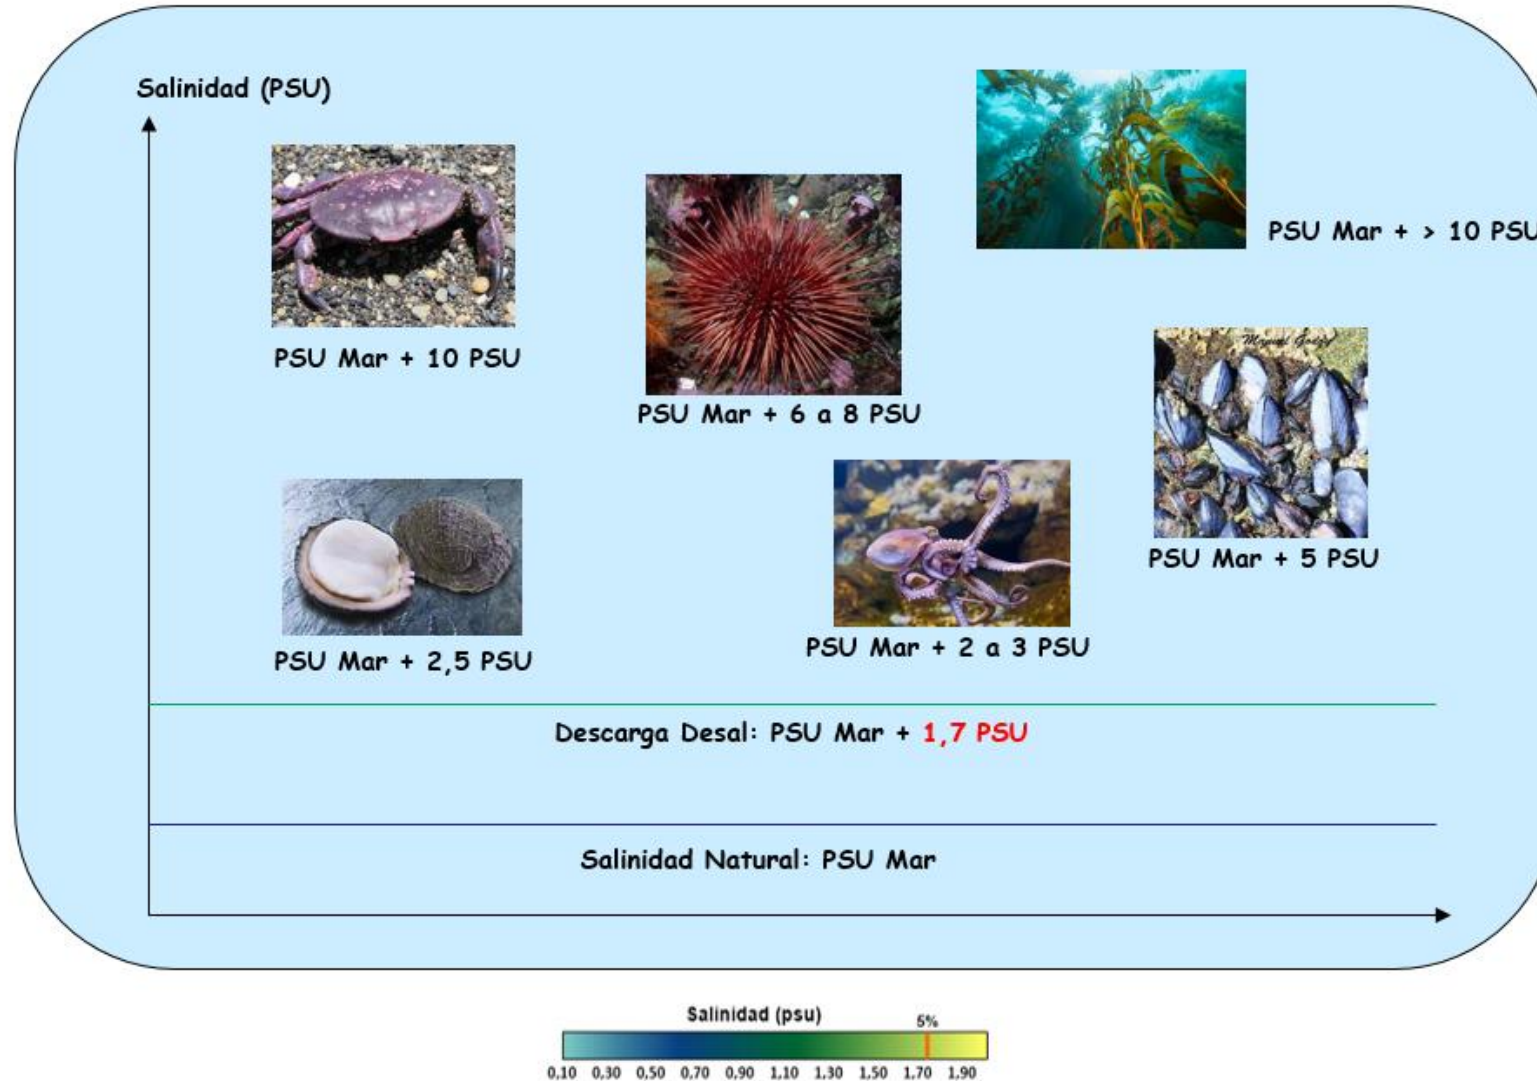 Salinidad (PSU)
PSU Mar + > 10 PSU
PSU Mar + 10 PSU
Manuel Godoy
PSU Mar + 6 a 8 PSU
PSU Mar + 5 PSU
PSU Mar + 2,5 PSU
PSU Mar + 2 a 3 PSU
Descarga Desal: PSU Mar + 1,7 PSU
Salinidad Natural: PSU Mar
Salinidad (psu)
5%
0,10 0,30 0,50 0,70 0,90 1,10 1,30 1,50 1,70 1,90